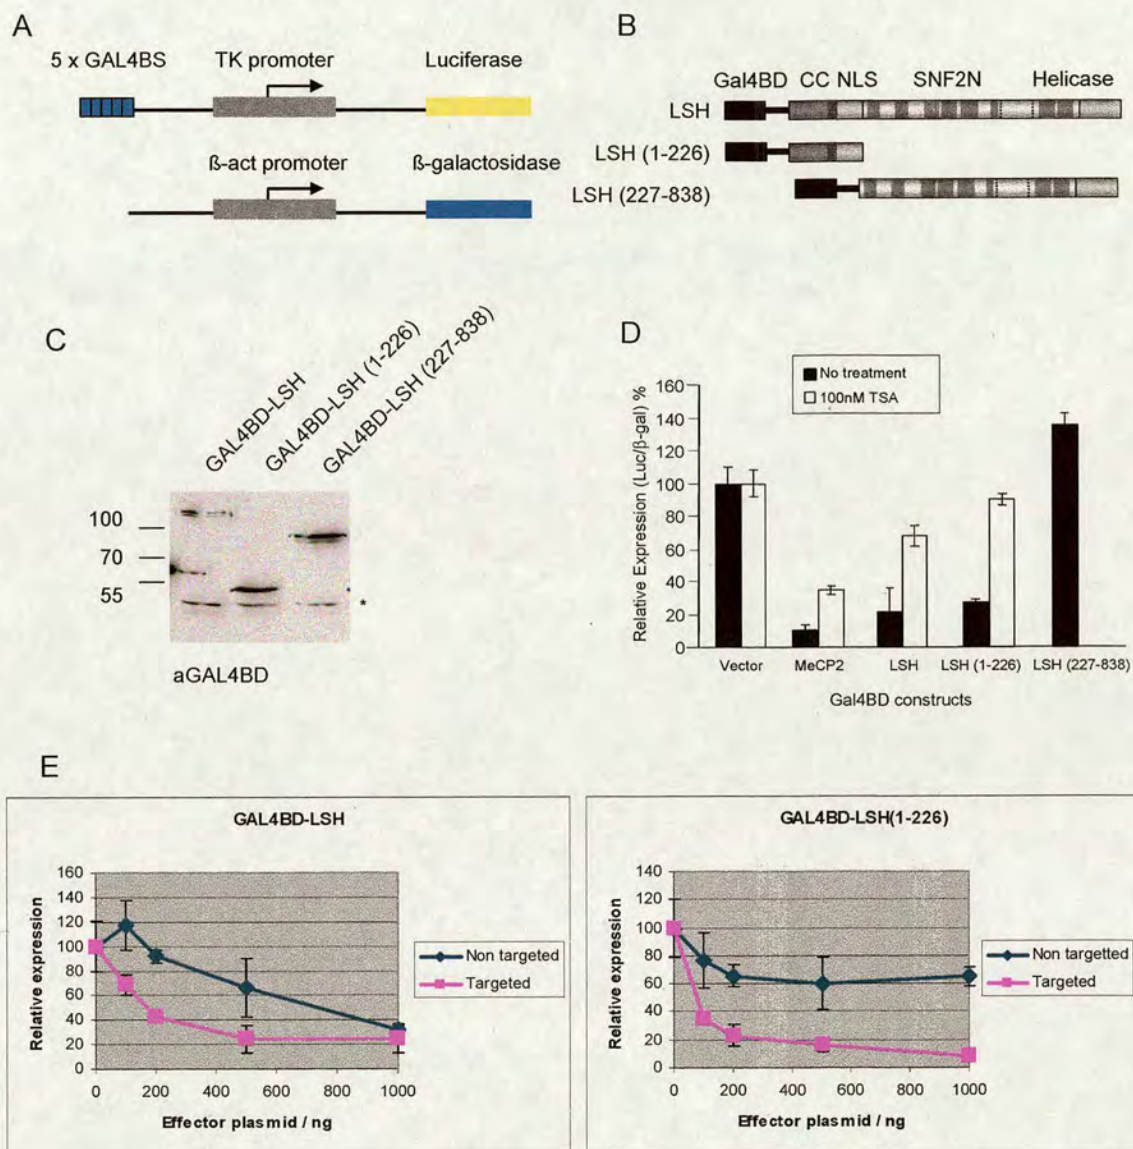 A
5 x GAL4BS TK promoter Luciferase
ß-act promoter ß-galactosidase
B
Gal4BD CC NLS SNF2N Helicase
LSH
LSH (1-226)
LSH (227-838)
C
GAL4BD-LSH
GAL4BD-LSH (1-226)
GAL4BD-LSH (227-838)
100
70
55
*
aGAL4BD
D
No treatment
100nM TSA
Relative Expression (Luc/β-gal) %
160
140
120
100
80
60
40
20
0
Vector MeCP2 LSH LSH (1-226) LSH (227-838)
Gal4BD constructs
E
GAL4BD-LSH
Relative expression
160
140
120
100
80
60
40
20
0
0 200 400 600 800 1000
Effector plasmid / ng
Non targeted
Targeted
GAL4BD-LSH(1-226)
Relative expression
140
120
100
80
60
40
20
0
0 200 400 600 800 1000
Effector plasmid / ng
Non targetted
Targeted